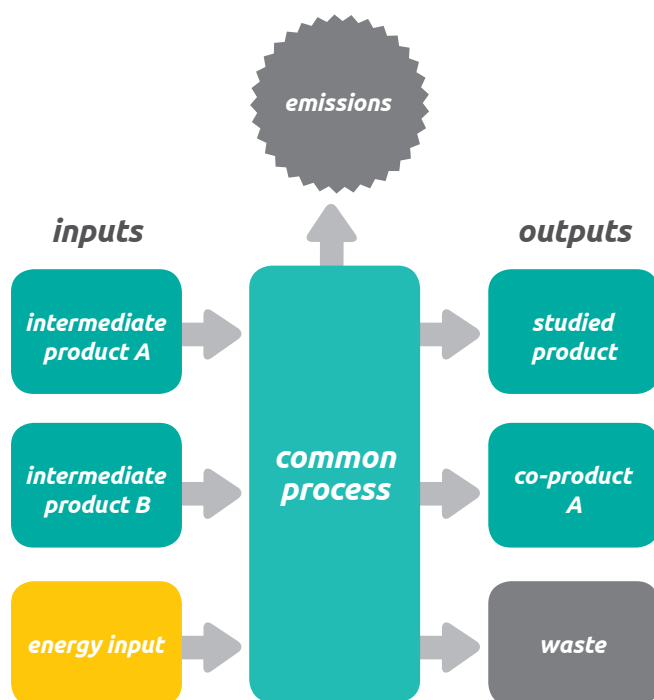 emissions
inputs
outputs
intermediate
product A
studied
product
common
process
intermediate
product B
co-product
A
energy input
waste